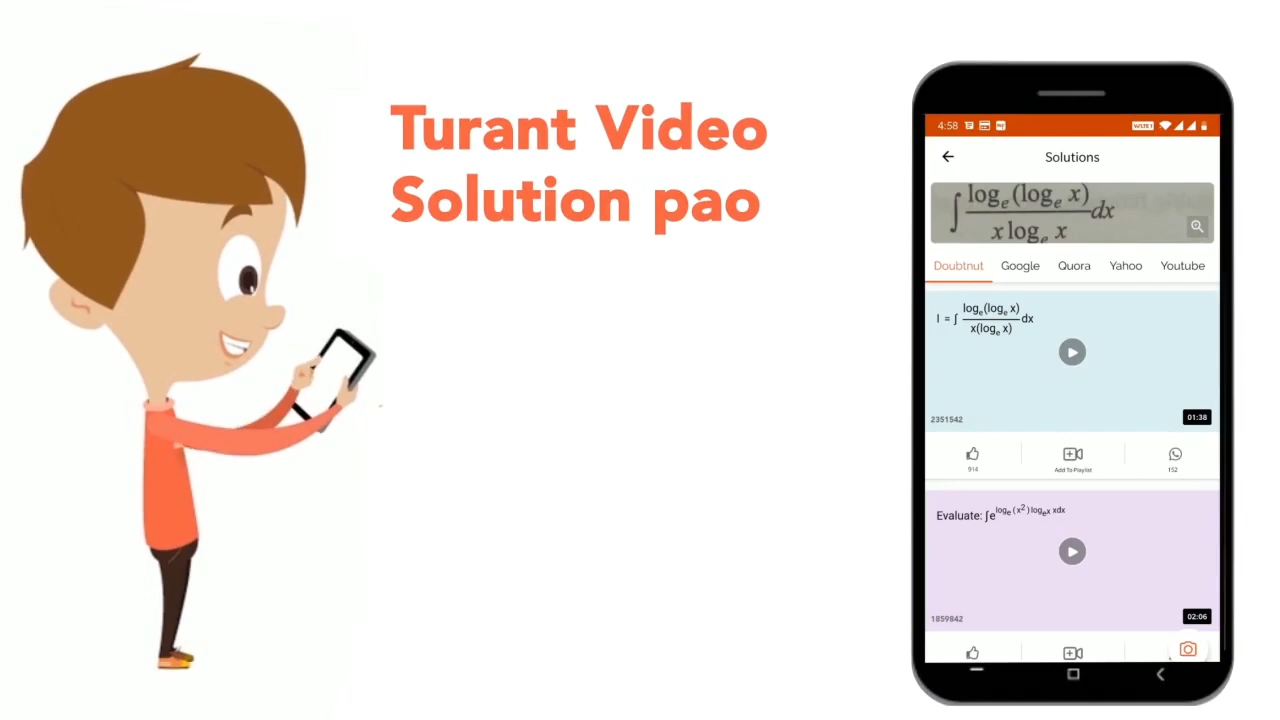 Turant Video
Solution pao
4:58
VoLTE1
Solutions
∫ logₑ(logₑ x) / x logₑ x dx
Doubtnut Google Quora Yahoo Youtube
I = ∫ logₑ(logₑ x) / x(logₑ x) dx
2351542 01:38
914 Add To Playlist 152
Evaluate: ∫e^logₑ(x²)logₑx xdx
1859842 02:06